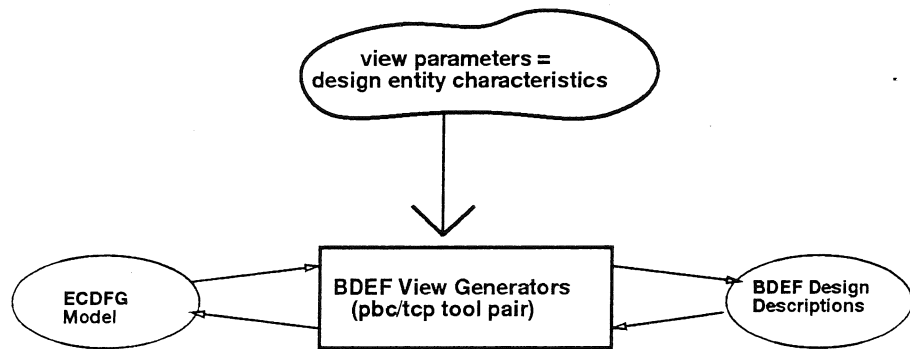 view parameters =
design entity characteristics
ECDFG
Model
BDEF View Generators
(pbc/tcp tool pair)
BDEF Design
Descriptions